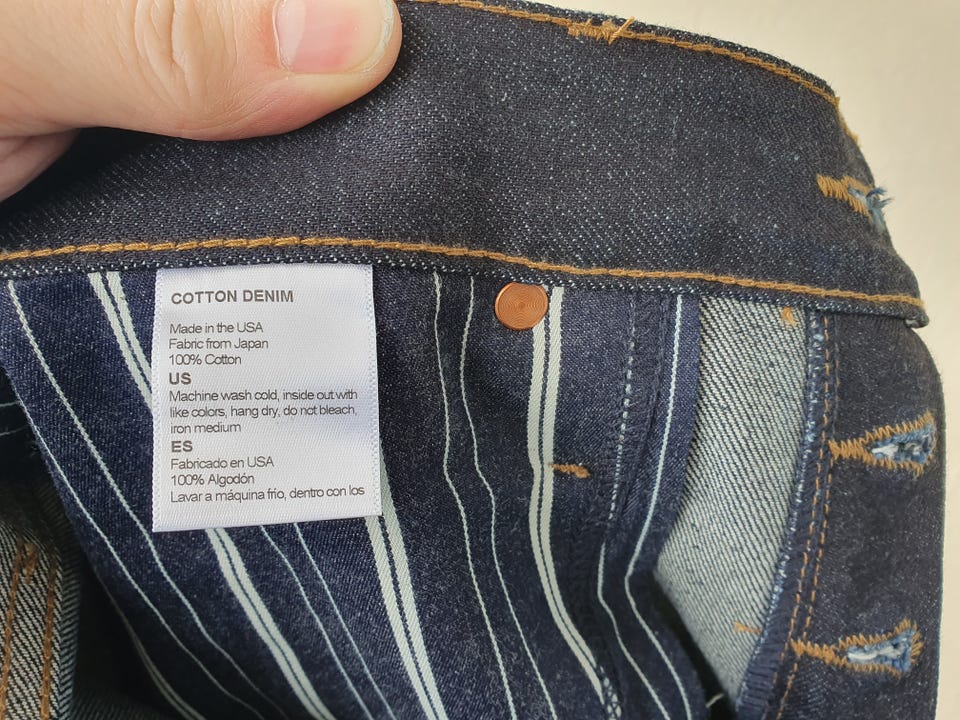 COTTON DENIM
Made in the USA
Fabric from Japan
100% Cotton
US
Machine wash cold, inside out with
like colors, hang dry, do not bleach,
iron medium
ES
Fabricado en USA
100% Algodón
Lavar a máquina frio, dentro con los